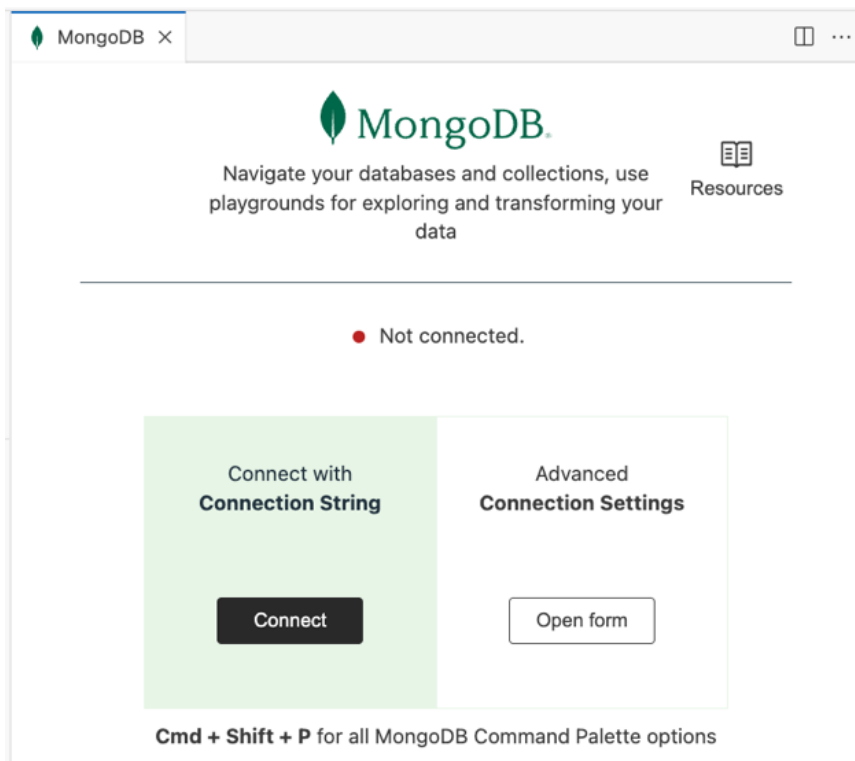 MongoDB
MongoDB®
Navigate your databases and collections, use
playgrounds for exploring and transforming your
data
Resources
Not connected.
Connect with
Connection String
Connect
Advanced
Connection Settings
Open form
Cmd + Shift + P for all MongoDB Command Palette options